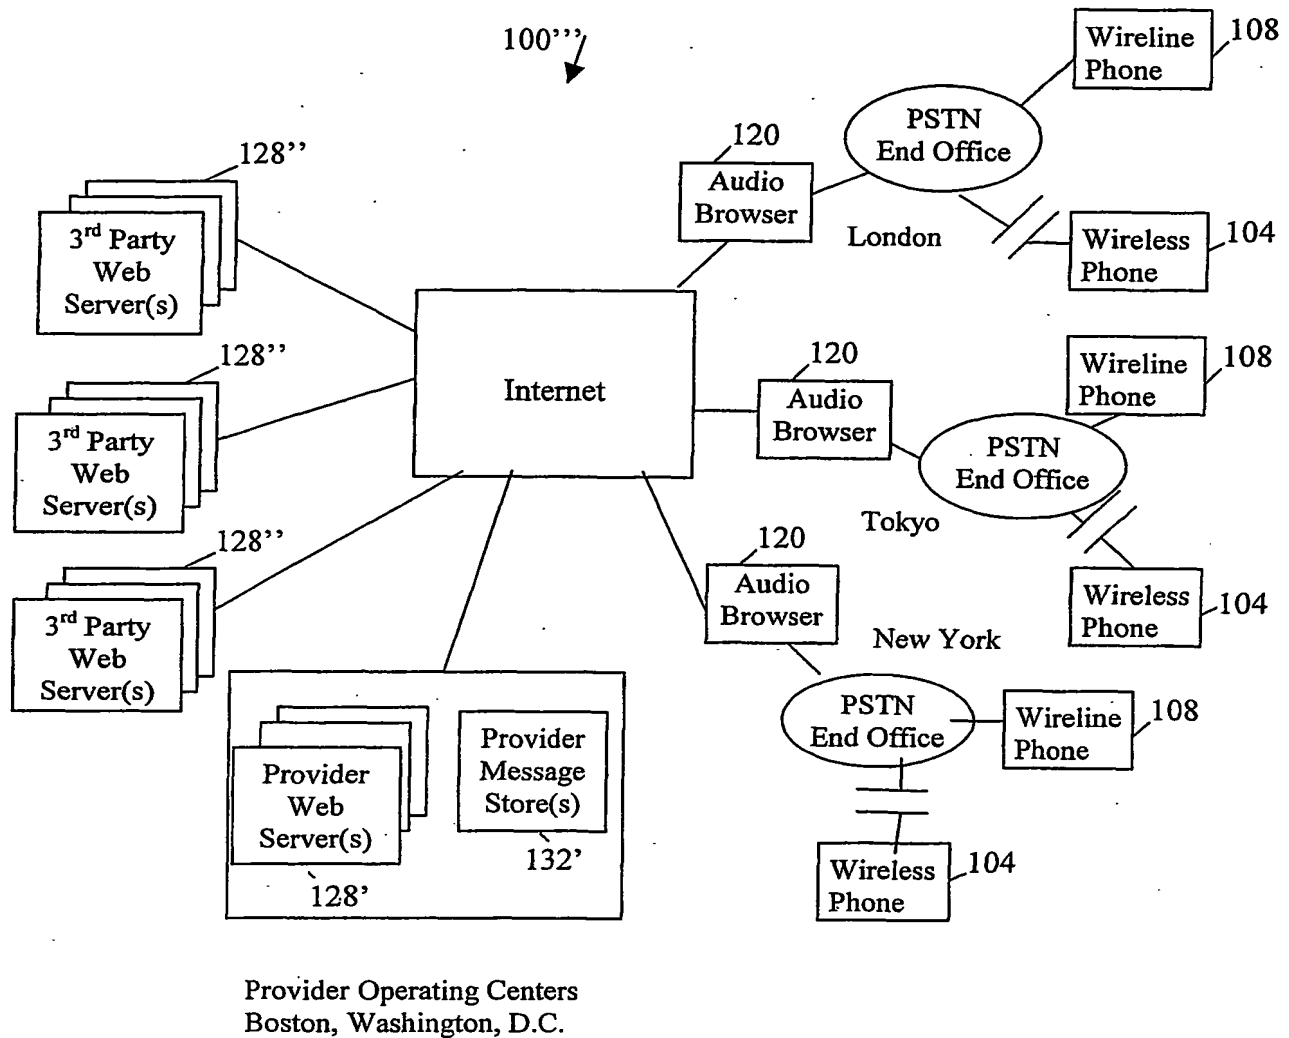 100’’’
Wireline
Phone
108
PSTN
End Office
120
Audio
Browser
London
Wireless
Phone
104
128’’
3rd Party
Web
Server(s)
128’’
3rd Party
Web
Server(s)
128’’
3rd Party
Web
Server(s)
Internet
120
Audio
Browser
Wireline
Phone
108
PSTN
End Office
Tokyo
Wireless
Phone
104
120
Audio
Browser
New York
PSTN
End Office
Wireline
Phone
108
Wireless
Phone
104
Provider
Web
Server(s)
128’
Provider
Message
Store(s)
132’
Provider Operating Centers
Boston, Washington, D.C.